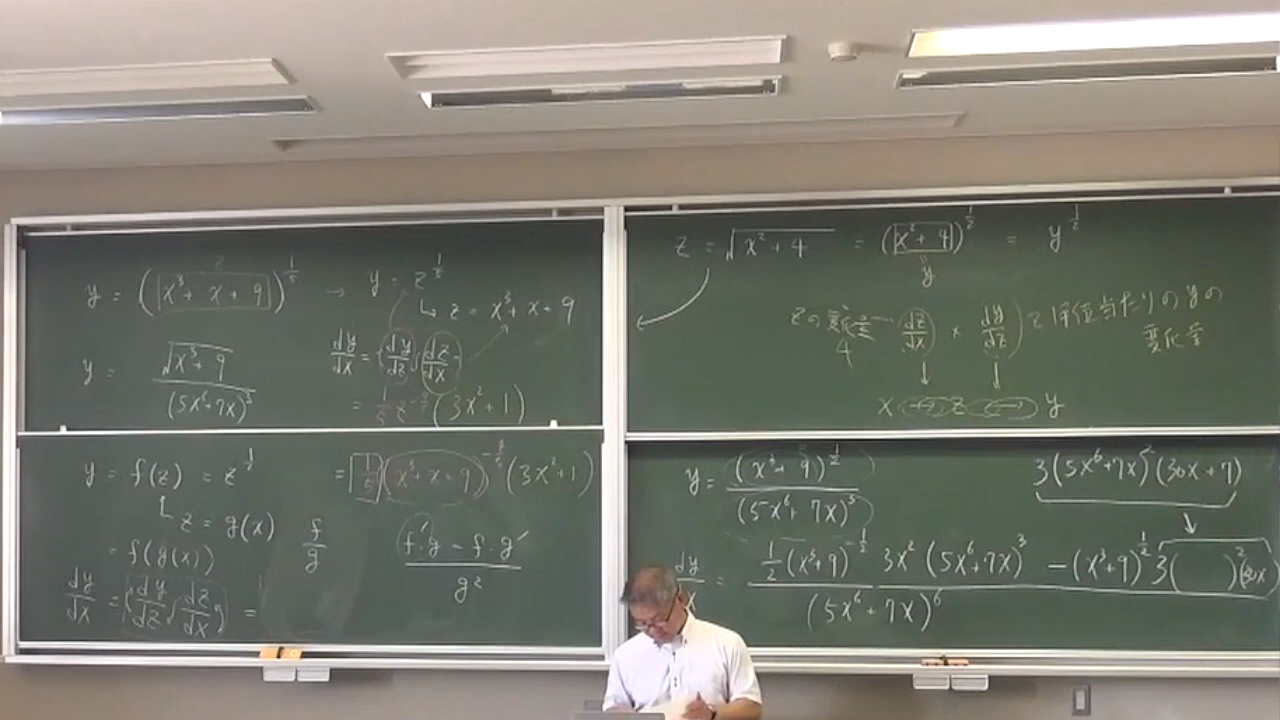 y = (x³ + x + 9)^{1/5} → y = z^{1/5}
z = x³ + x + 9
y = √(x³+9) / (5x⁶+7x)³
dy/dx = (dy/dz)(dz/dx)
= 1/5 z^{-4/5} (3x² + 1)
y = f(z) = z^{1/2}
z = g(x)
= f(g(x))
dy/dx = (dy/dz)(dz/dx) =
= 1/5 (x³ + x + 9)^{-4/5} (3x² + 1)
f/g
(f'·g − f·g') / g²
z = √(x² + 4) = (x² + 4)^{1/2} = y^{1/2}
y
zの変化量 dz/dx × dy/dz z 1単位当たりのyの
変化量
4
x ↔ z ↔ y
y = (x³ + 9)^{1/2} / (5x⁶ + 7x)³
3(5x⁶+7x)²(30x + 7)
dy/dx = (1/2 (x³+9)^{-1/2} 3x² (5x⁶+7x)³ − (x³+9)^{1/2} 3( )²(30x)) / (5x⁶ + 7x)⁶